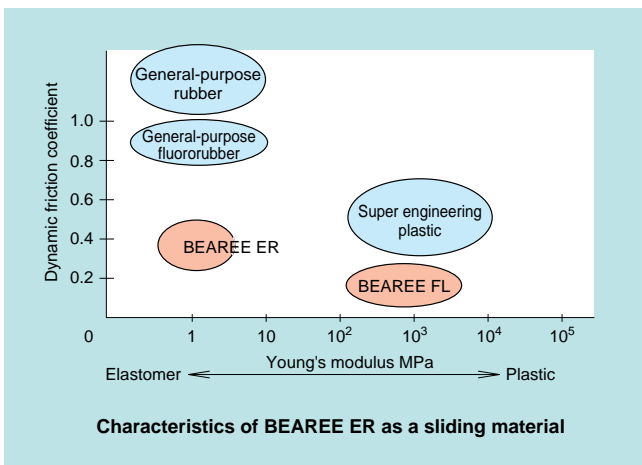 General-purpose
rubber
General-purpose
fluororubber
BEAREE ER
Super engineering
plastic
BEAREE FL
Dynamic friction coefficient
1.0
0.8
0.6
0.4
0.2
0
1
10
10²
10³
10⁴
10⁵
Young's modulus MPa
Elastomer
Plastic
Characteristics of BEAREE ER as a sliding material